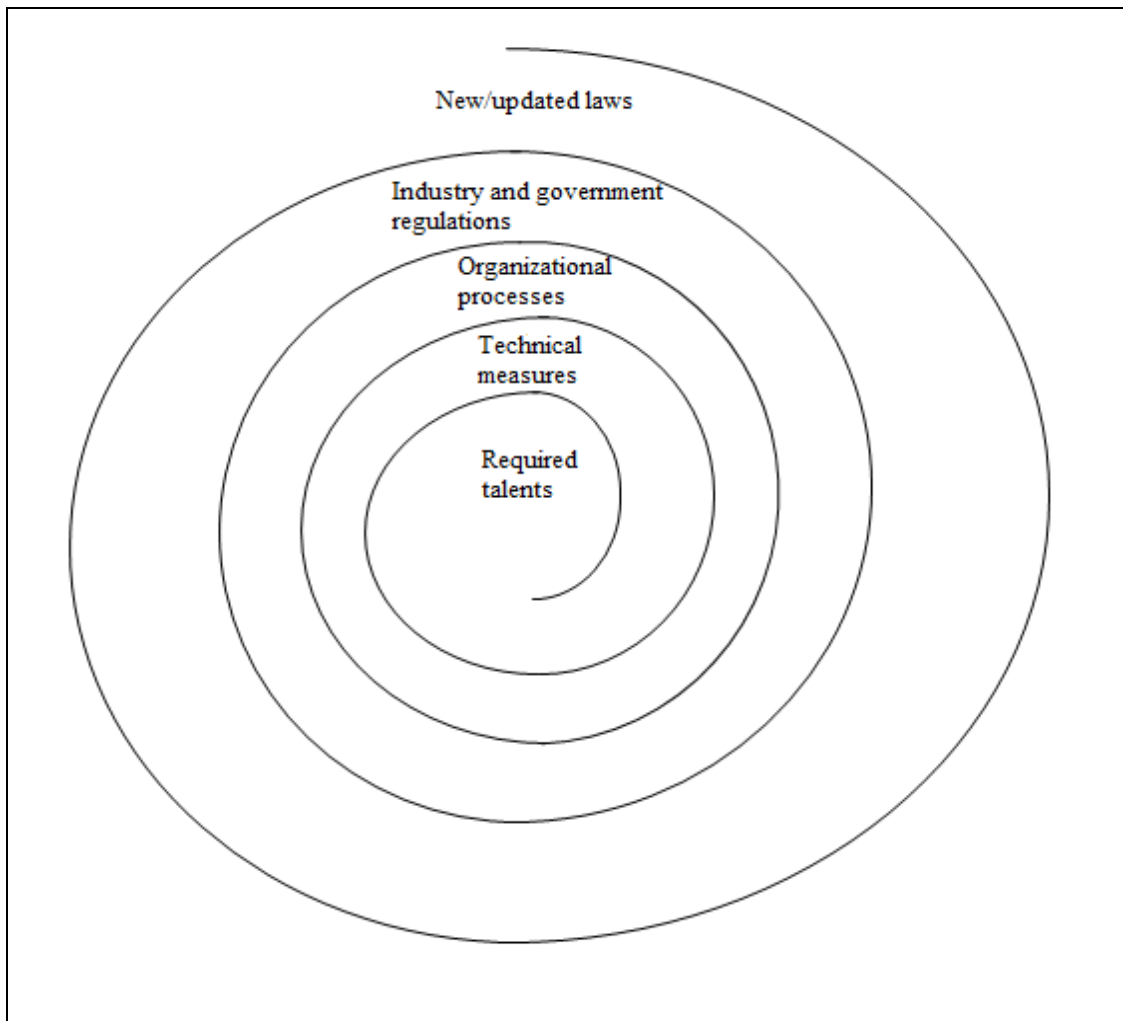 New/updated laws
Industry and government
regulations
Organizational
processes
Technical
measures
Required
talents